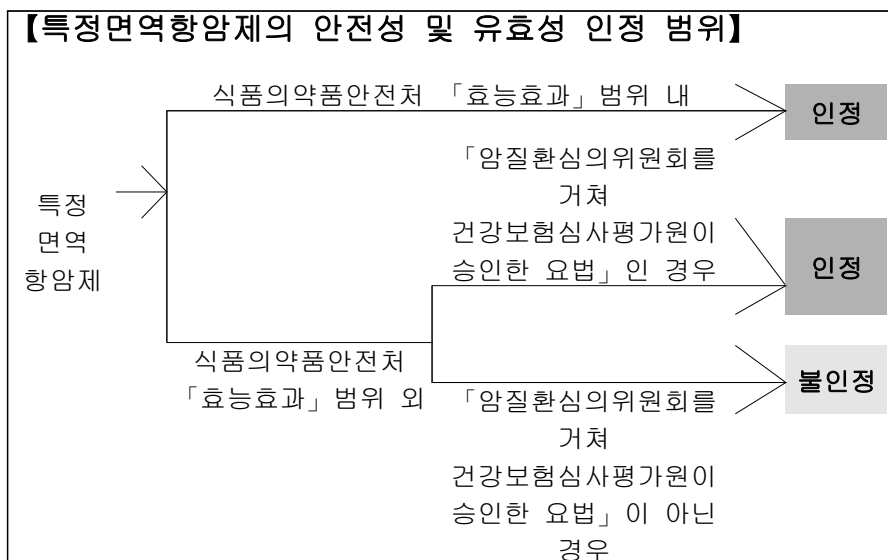 【특정면역항암제의 안전성 및 유효성 인정 범위】
식품의약품안전처 「효능효과」범위 내
인정
특정
면역
항암제
「암질환심의위원회를
거쳐
건강보험심사평가원이
승인한 요법」인 경우
인정
식품의약품안전처
「효능효과」범위 외
불인정
「암질환심의위원회를
거쳐
건강보험심사평가원이
승인한 요법」이 아닌
경우